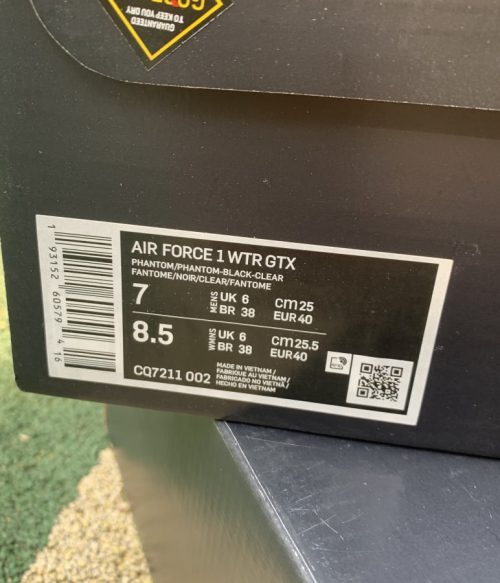 GORE
GUARANTEED
TO KEEP YOU DRY
AIR FORCE 1 WTR GTX
PHANTOM/PHANTOM-BLACK-CLEAR
FANTOME/NOIR/CLEAR/FANTOME
7 MENS UK 6 cm 25
BR 38 EUR 40
8.5 WMNS UK 6 cm 25.5
BR 38 EUR 40
CQ7211 002
MADE IN VIETNAM /
FABRIQUE AU VIETNAM /
FABRICADO NO VIETNÃ /
HECHO EN VIETNAM
1 93152 60579 4 16